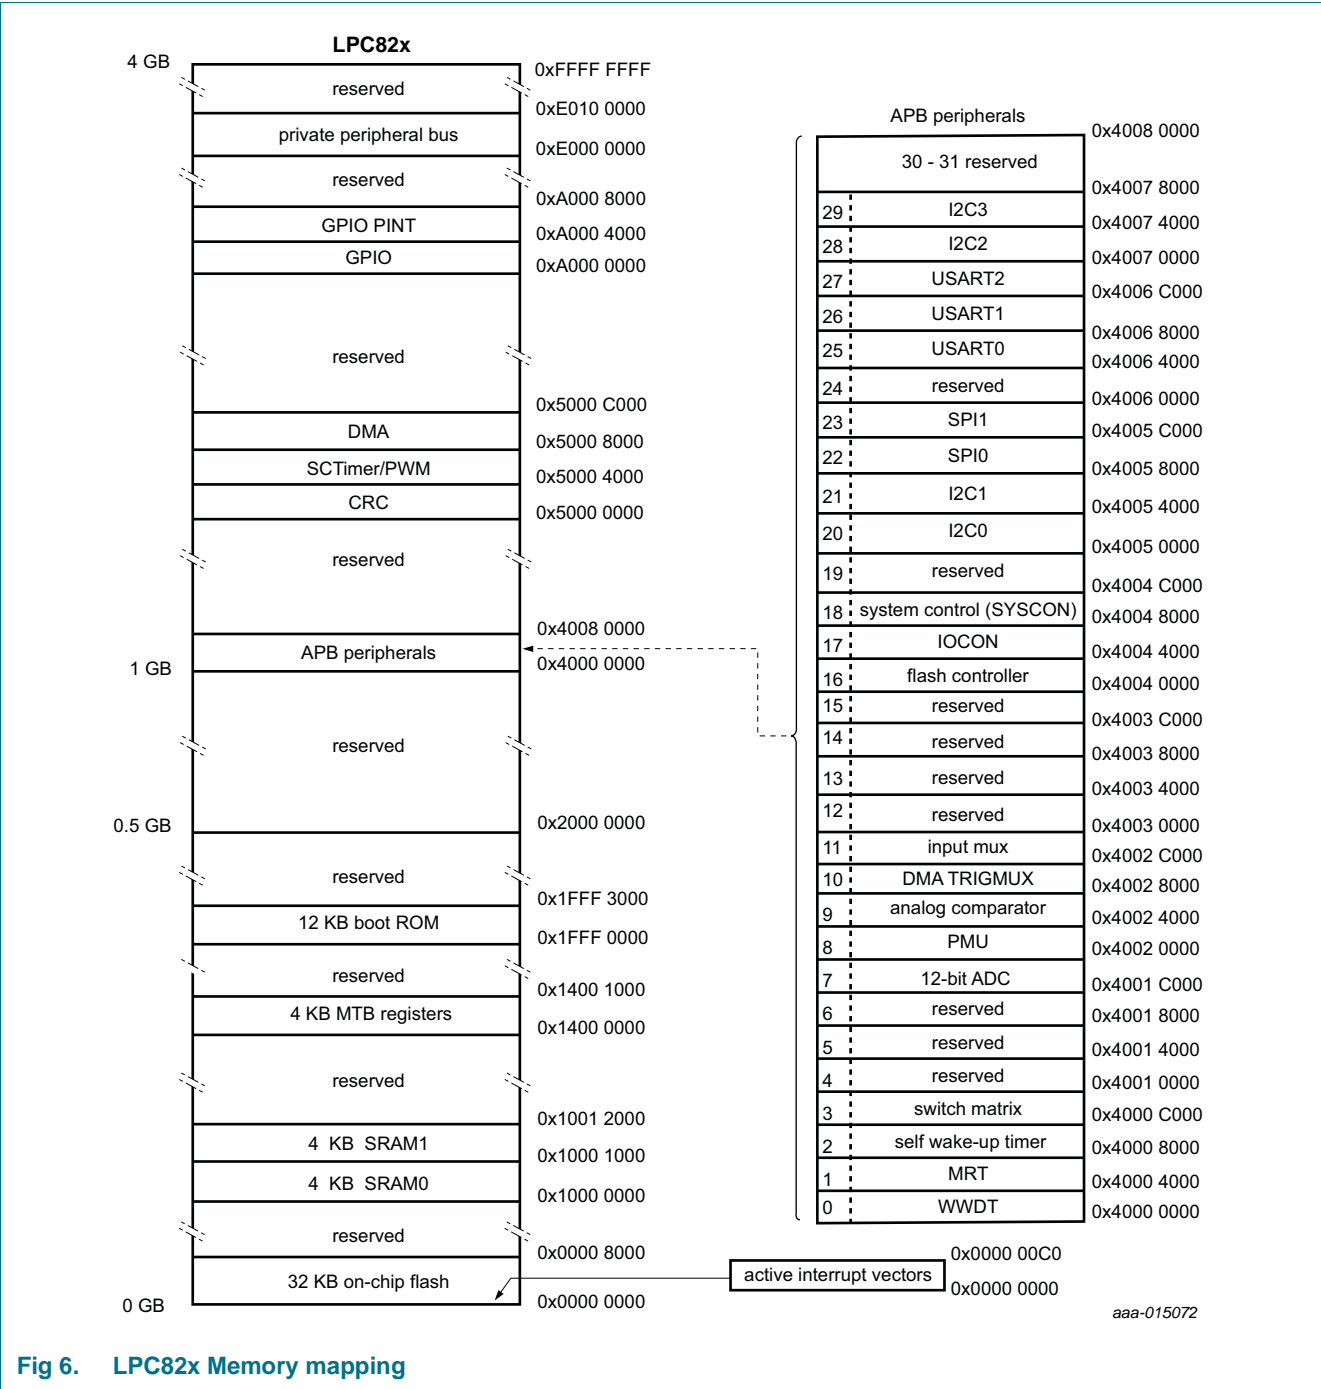 LPC82x
4 GB
0xFFFF FFFF
reserved
0xE010 0000
private peripheral bus
0xE000 0000
reserved
0xA000 8000
GPIO PINT
0xA000 4000
GPIO
0xA000 0000
reserved
0x5000 C000
DMA
0x5000 8000
SCTimer/PWM
0x5000 4000
CRC
0x5000 0000
reserved
0x4008 0000
APB peripherals
1 GB
0x4000 0000
reserved
0.5 GB
0x2000 0000
reserved
0x1FFF 3000
12 KB boot ROM
0x1FFF 0000
reserved
0x1400 1000
4 KB MTB registers
0x1400 0000
reserved
0x1001 2000
4 KB SRAM1
0x1000 1000
4 KB SRAM0
0x1000 0000
reserved
0x0000 8000
32 KB on-chip flash
0 GB
0x0000 0000
APB peripherals
0x4008 0000
30 - 31 reserved
0x4007 8000
29 I2C3
0x4007 4000
28 I2C2
0x4007 0000
27 USART2
0x4006 C000
26 USART1
0x4006 8000
25 USART0
0x4006 4000
24 reserved
0x4006 0000
23 SPI1
0x4005 C000
22 SPI0
0x4005 8000
21 I2C1
0x4005 4000
20 I2C0
0x4005 0000
19 reserved
0x4004 C000
18 system control (SYSCON)
0x4004 8000
17 IOCON
0x4004 4000
16 flash controller
0x4004 0000
15 reserved
0x4003 C000
14 reserved
0x4003 8000
13 reserved
0x4003 4000
12 reserved
0x4003 0000
11 input mux
0x4002 C000
10 DMA TRIGMUX
0x4002 8000
9 analog comparator
0x4002 4000
8 PMU
0x4002 0000
7 12-bit ADC
0x4001 C000
6 reserved
0x4001 8000
5 reserved
0x4001 4000
4 reserved
0x4001 0000
3 switch matrix
0x4000 C000
2 self wake-up timer
0x4000 8000
1 MRT
0x4000 4000
0 WWDT
0x4000 0000
0x0000 00C0
active interrupt vectors
0x0000 0000
aaa-015072
Fig 6. LPC82x Memory mapping